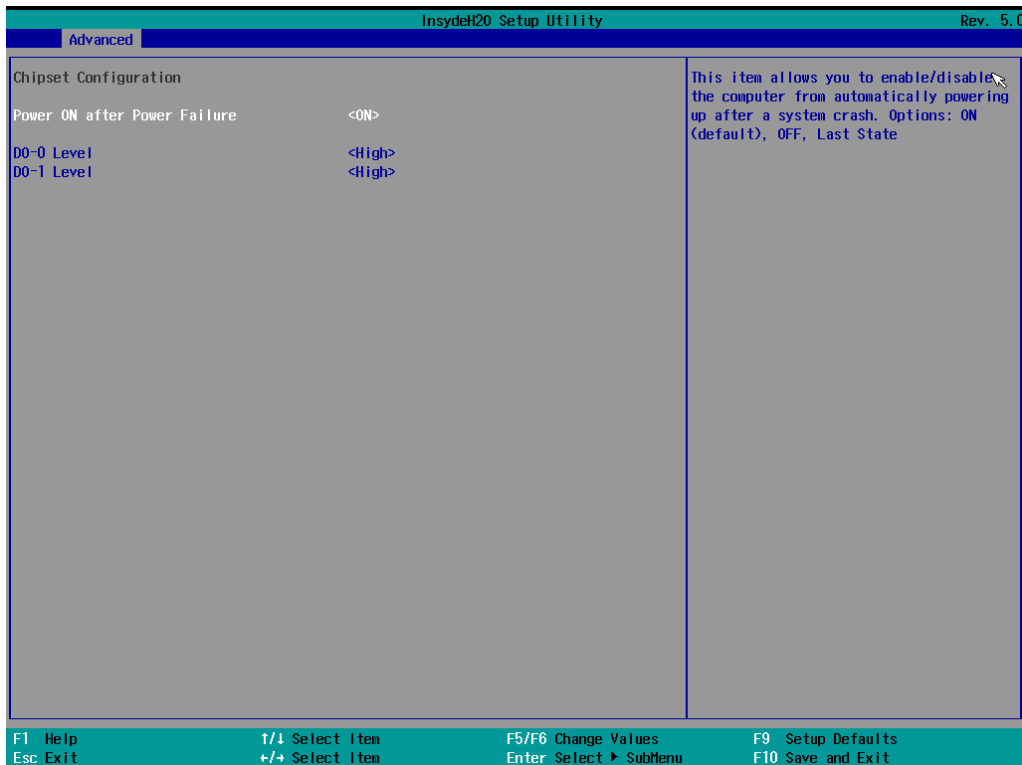 InsydeH2O Setup Utility Rev. 5.0
Advanced
Chipset Configuration
Power ON after Power Failure <ON>
DO-0 Level <High>
DO-1 Level <High>
This item allows you to enable/disable
the computer from automatically powering
up after a system crash. Options: ON
(default), OFF, Last State
F1 Help ↑/↓ Select Item F5/F6 Change Values F9 Setup Defaults
Esc Exit ←/→ Select Item Enter Select ▶ SubMenu F10 Save and Exit